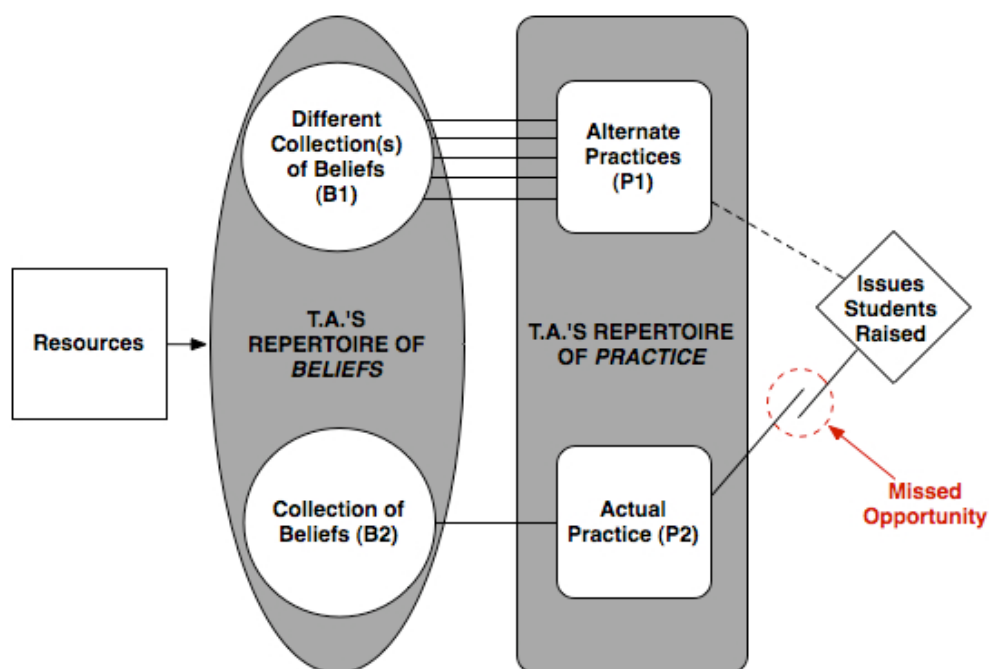 Different
Collection(s)
of Beliefs
(B1)
Alternate
Practices
(P1)
Resources
T.A.'S
REPERTOIRE OF
BELIEFS
T.A.'S REPERTOIRE
OF PRACTICE
Issues
Students
Raised
Collection of
Beliefs (B2)
Actual
Practice (P2)
Missed
Opportunity